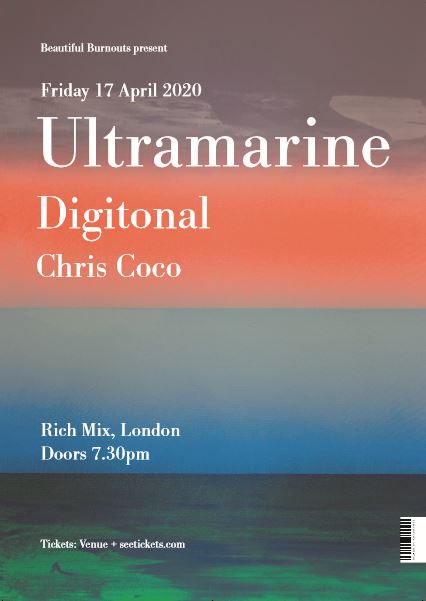 Beautiful Burnouts present
Friday 17 April 2020
Ultramarine
Digitonal
Chris Coco
Rich Mix, London
Doors 7.30pm
Tickets: Venue + seetickets.com